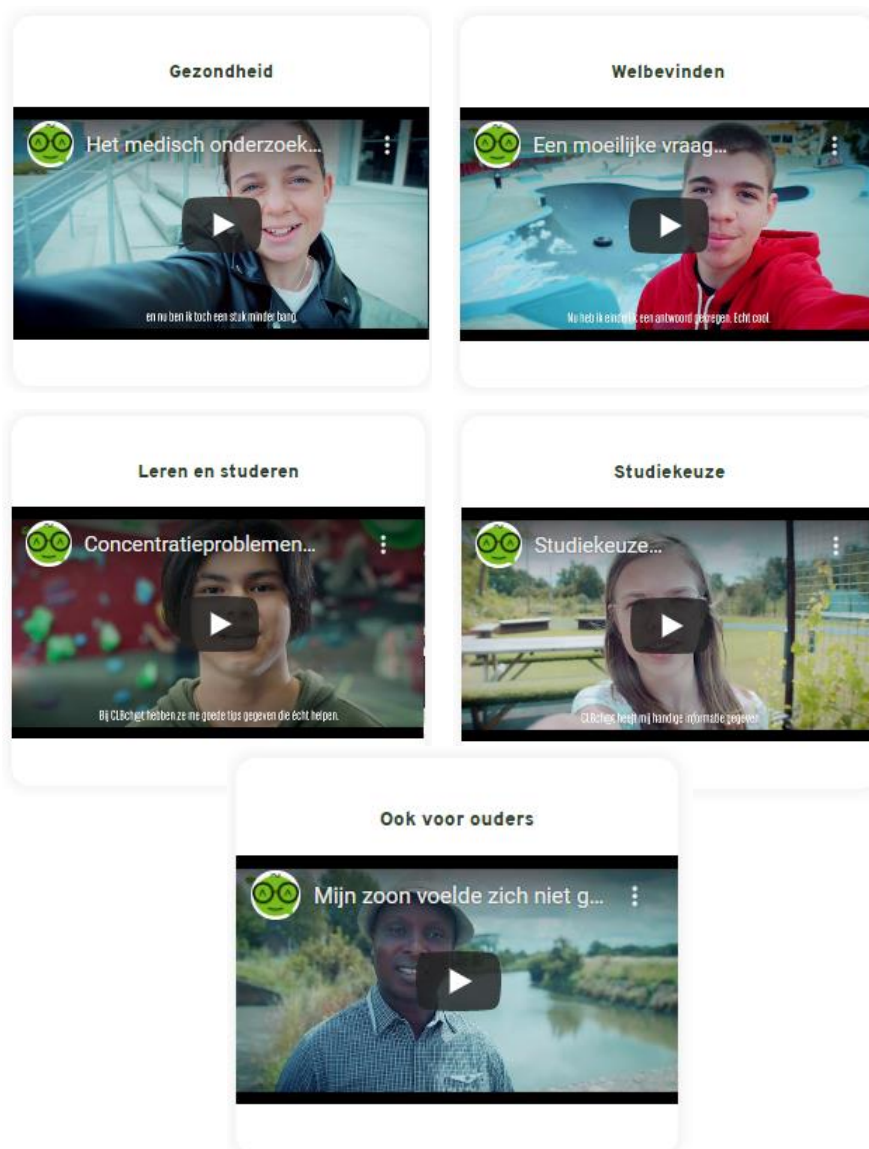 Gezondheid
Het medisch onderzoek...
en nu ben ik toch een stuk minder bang.
Welbevinden
Een moeilijke vraag...
Nu heb ik eindelijk een antwoord gekregen. Echt cool.
Leren en studeren
Concentratieproblemen...
Bij CLBch@t hebben ze me goede tips gegeven die écht helpen.
Studiekeuze
Studiekeuze...
CLBch@t heeft mij handige informatie gegeven
Ook voor ouders
Mijn zoon voelde zich niet g...